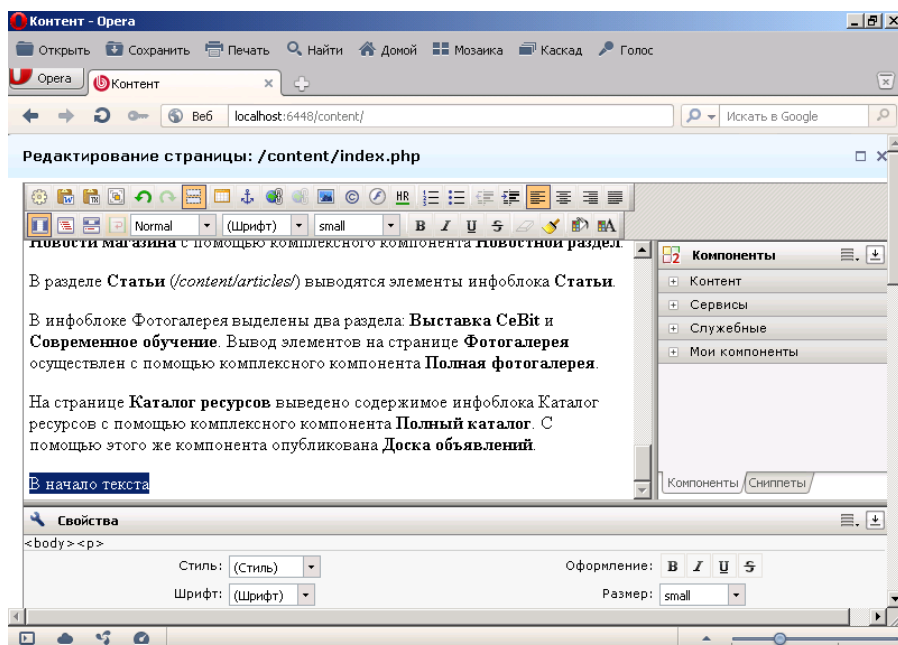 Контент - Opera
Открыть Сохранить Печать Найти Домой Мозаика Каскад Голос
Opera Контент
Веб localhost:6448/content/ Искать в Google
Редактирование страницы: /content/index.php
HR
Normal (Шрифт) small B I U S
Новости магазина с помощью комплексного компонента Новостной раздел.
В разделе Статьи (/content/articles/) выводятся элементы инфоблока Статьи.
В инфоблоке Фотогалерея выделены два раздела: Выставка CeBit и
Современное обучение. Вывод элементов на странице Фотогалерея
осуществлен с помощью комплексного компонента Полная фотогалерея.
На странице Каталог ресурсов выведено содержимое инфоблока Каталог
ресурсов с помощью комплексного компонента Полный каталог. С
помощью этого же компонента опубликована Доска объявлений.
В начало текста
Компоненты
Контент
Сервисы
Служебные
Мои компоненты
Компоненты Сниппеты
Свойства
<body><p>
Стиль: (Стиль) Оформление: B I U S
Шрифт: (Шрифт) Размер: small